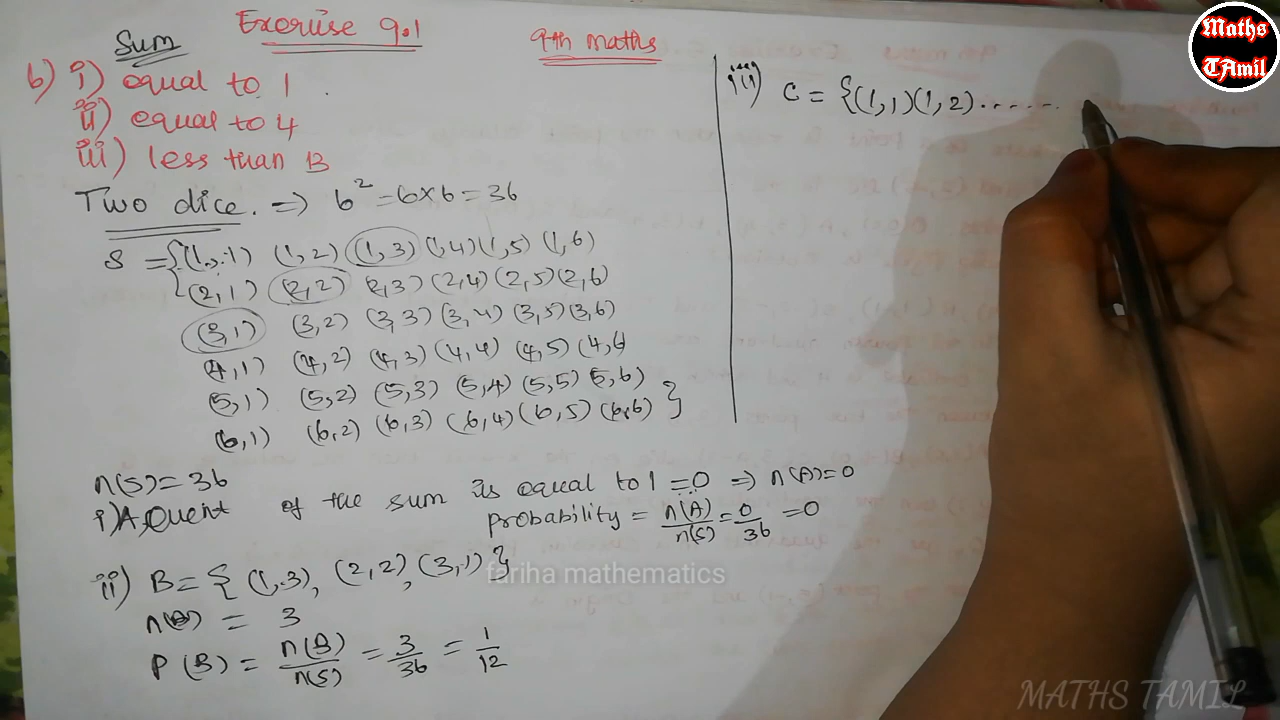 Exercise 9.1
Sum
9th maths
6) i) equal to 1
ii) equal to 4
iii) less than 13
Two dice. => 6² = 6×6 = 36
S = {(1,1) (1,2) (1,3) (1,4) (1,5) (1,6)
(2,1) (2,2) (2,3) (2,4) (2,5) (2,6)
(3,1) (3,2) (3,3) (3,4) (3,5) (3,6)
(4,1) (4,2) (4,3) (4,4) (4,5) (4,6)
(5,1) (5,2) (5,3) (5,4) (5,5) (5,6)
(6,1) (6,2) (6,3) (6,4) (6,5) (6,6) }
n(S) = 36
i) A, of the sum is equal to 1 = 0 => n(A) = 0
probability = n(A)/n(S) = 0/36 = 0
ii) B = { (1,3), (2,2), (3,1) }
n(B) = 3
P(B) = n(B)/n(S) = 3/36 = 1/12
iii) C = {(1,1)(1,2).......
Maths
TAmil
fariha mathematics
MATHS TAMIL